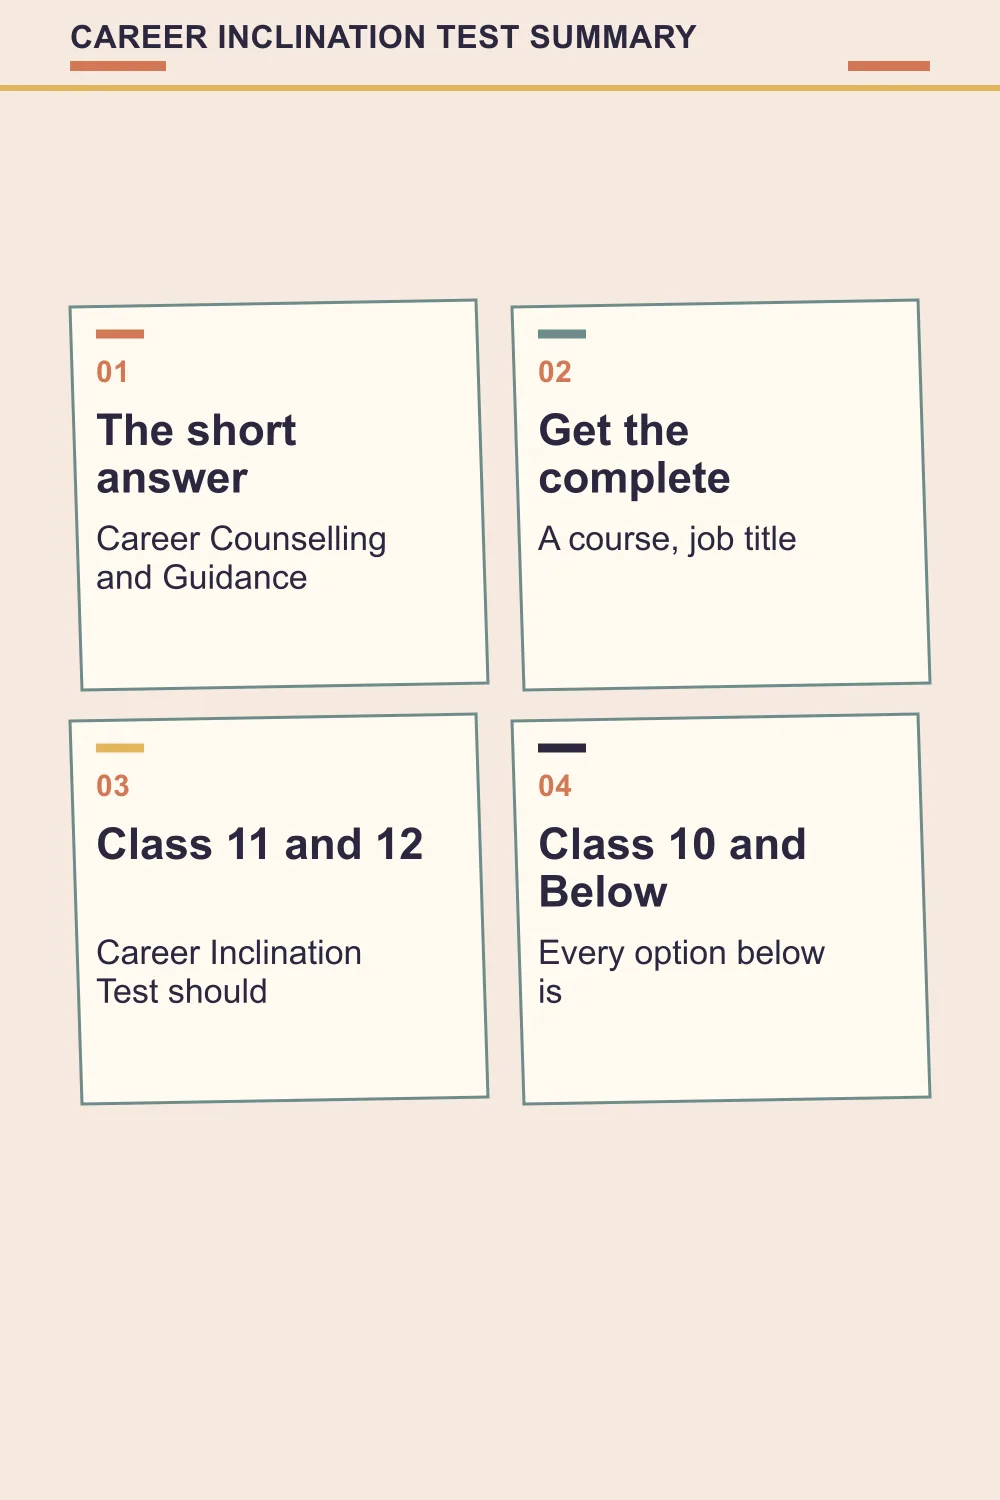 CAREER INCLINATION TEST SUMMARY
01
The short
answer
Career Counselling
and Guidance
02
Get the
complete
A course, job title
03
Class 11 and 12
Career Inclination
Test should
04
Class 10 and
Below
Every option below
is